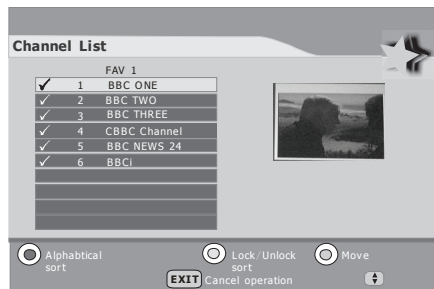 Channel List
FAV 1
1 BBC ONE
2 BBC TWO
3 BBC THREE
4 CBBC Channel
5 BBC NEWS 24
6 BBCi
Alphabtical
sort
Lock/Unlock
sort
Move
EXIT Cancel operation